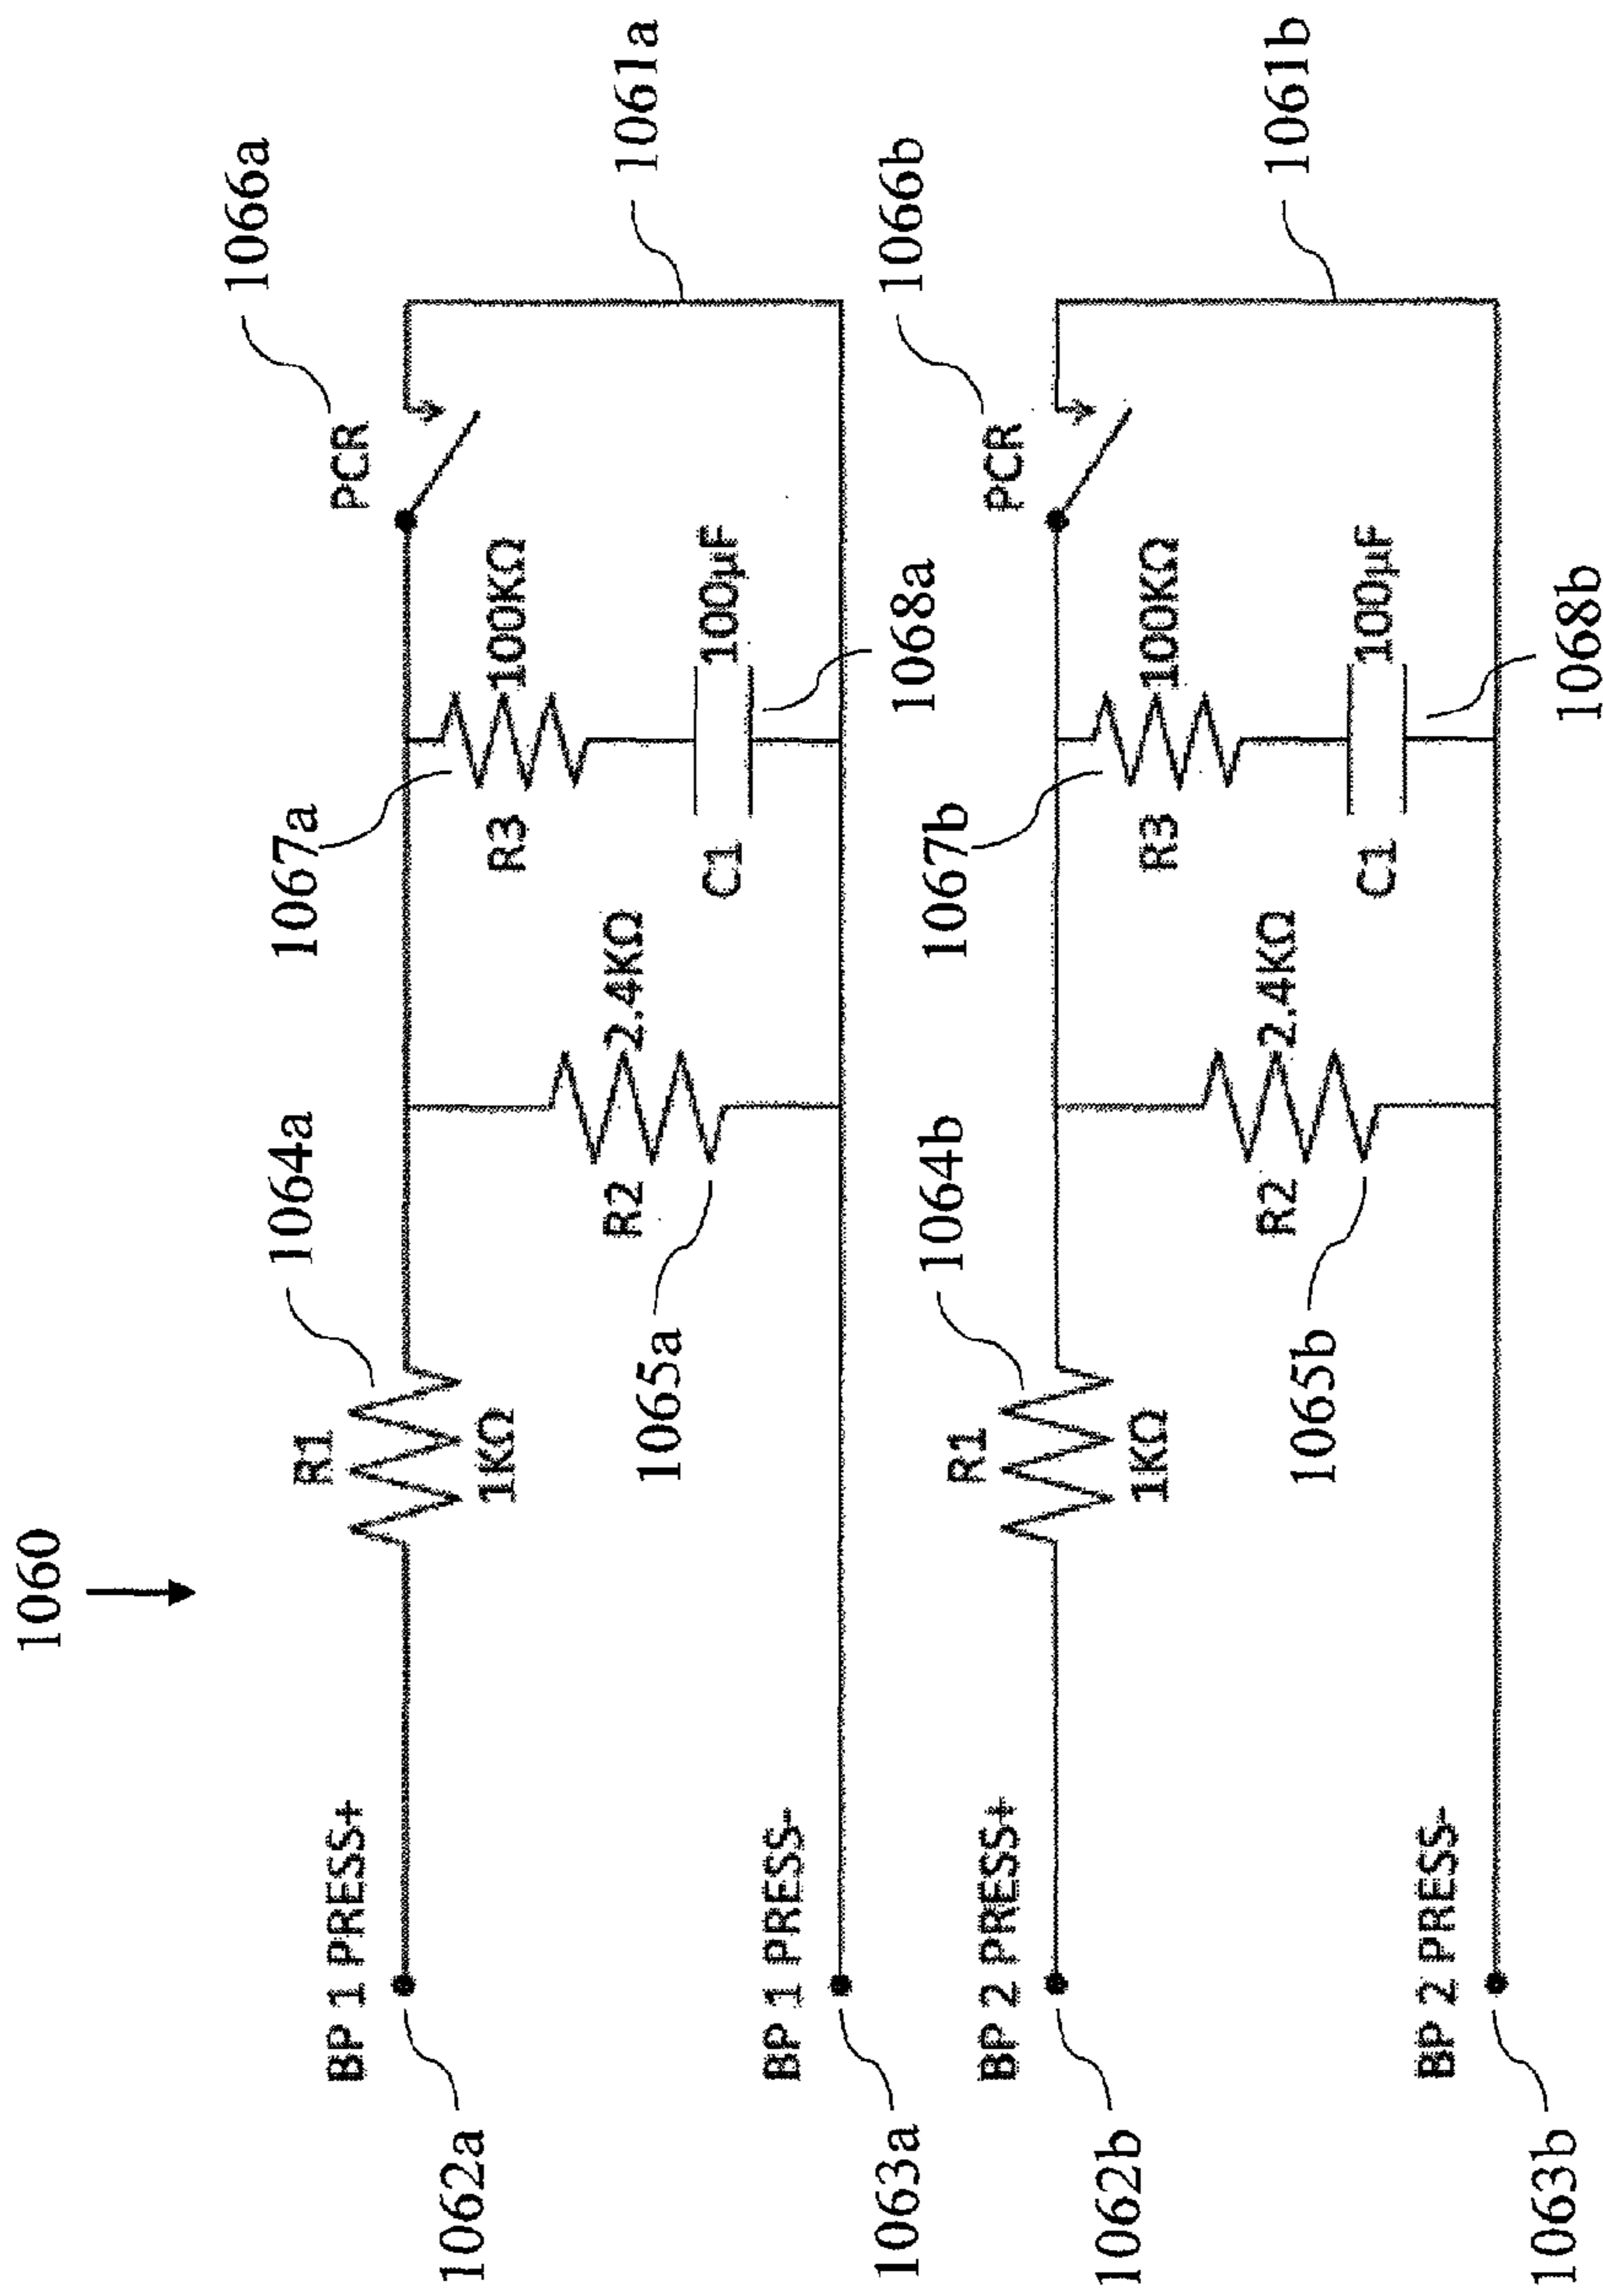 1060
BP 1 PRESS+
R1
1KΩ
1064a
1062a
R2
2.4KΩ
1065a
1067a
R3
100KΩ
C1
100µF
1068a
PCR
1066a
1061a
BP 1 PRESS-
1063a
BP 2 PRESS+
R1
1KΩ
1064b
1062b
R2
2.4KΩ
1065b
1067b
R3
100KΩ
C1
100µF
1068b
PCR
1066b
1061b
BP 2 PRESS-
1063b